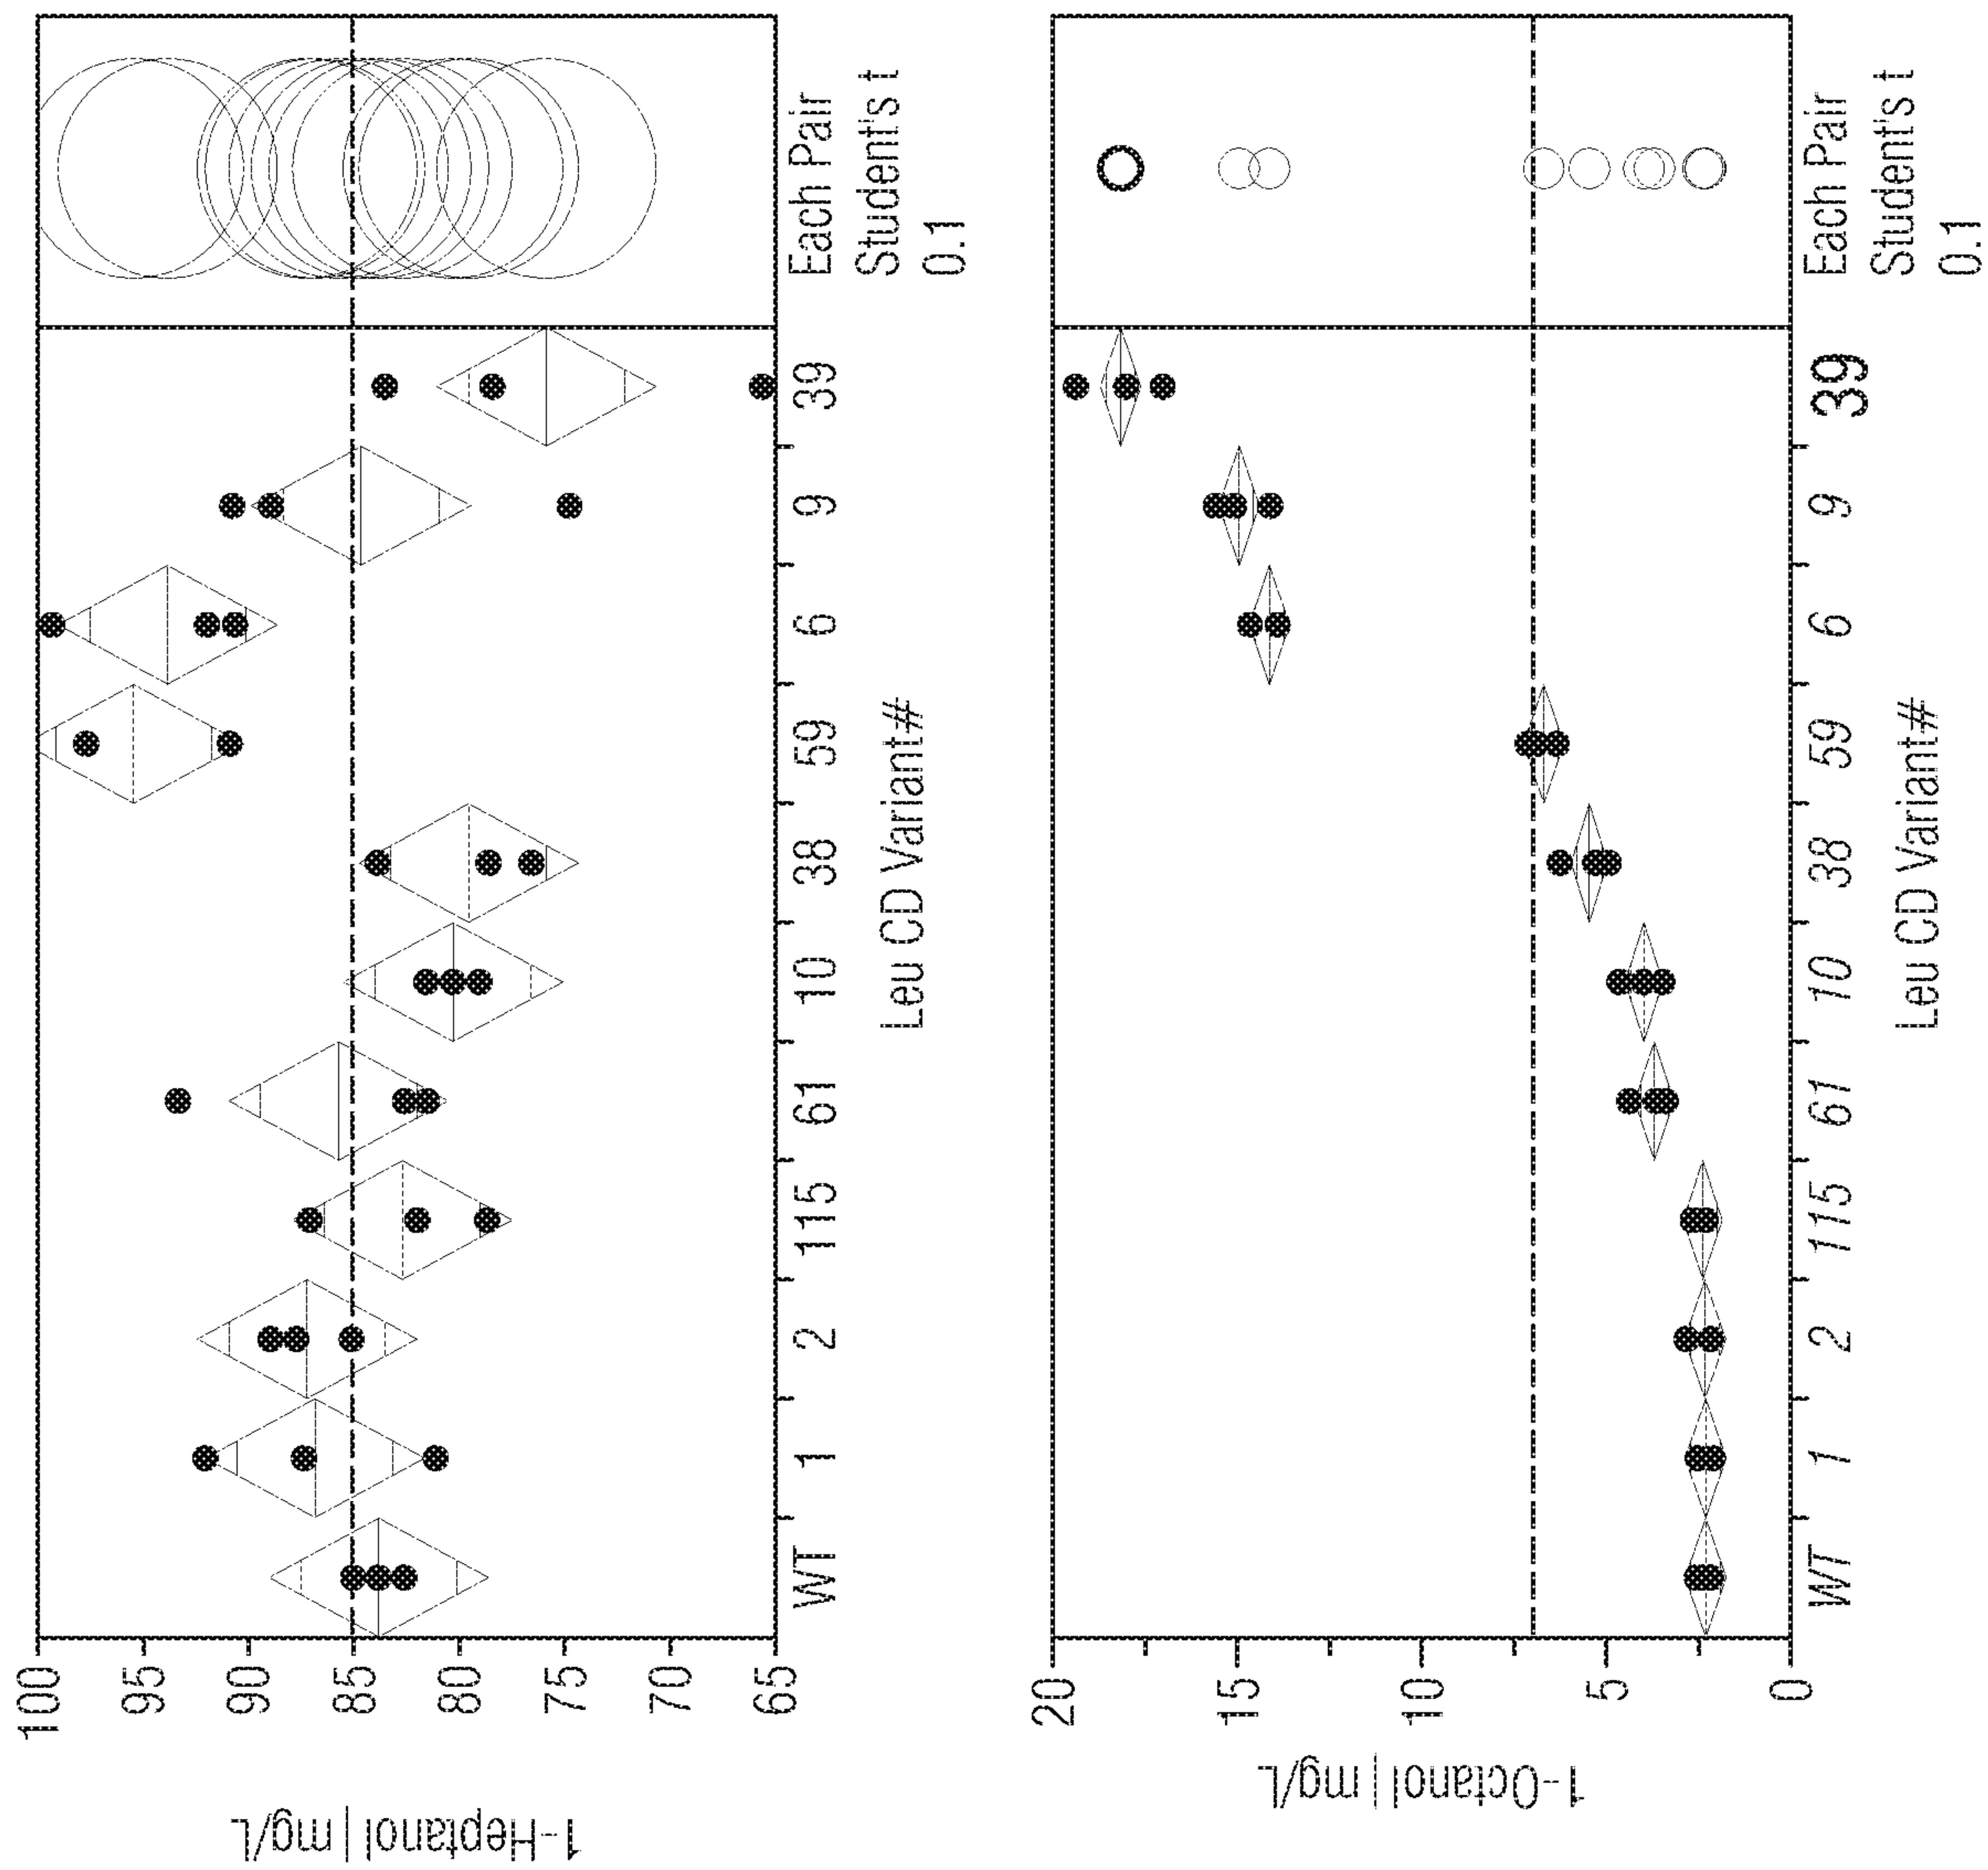 1-Heptanol | mg/L
100
95
90
85
80
75
70
65
WT 1 2 115 61 10 38 59 6 9 39
Each Pair
Student's t
0.1
Leu CD Variant#
1-Octanol | mg/L
20
15
10
5
0
WT 1 2 115 61 10 38 59 6 9 39
Each Pair
Student's t
0.1
Leu CD Variant#